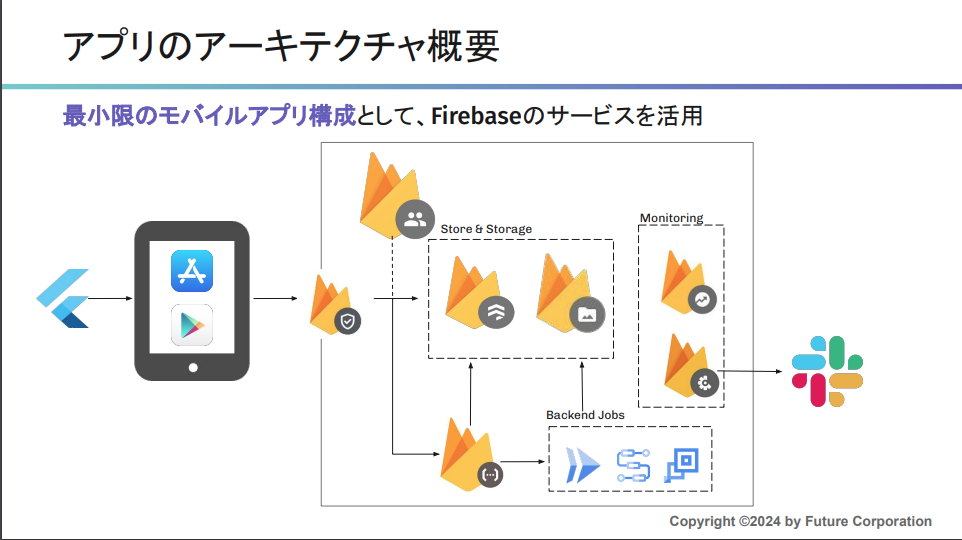 アプリのアーキテクチャ概要
最小限のモバイルアプリ構成として、Firebaseのサービスを活用
Store & Storage
Monitoring
Backend Jobs
Copyright ©2024 by Future Corporation